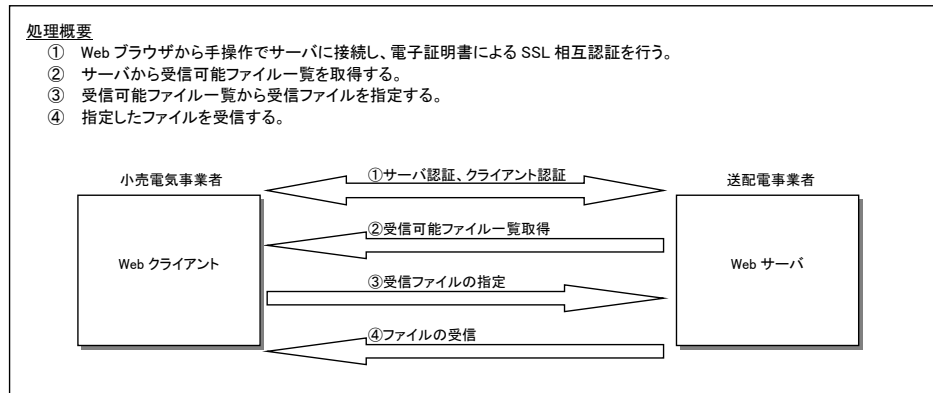 処理概要
① Web ブラウザから手操作でサーバに接続し、電子証明書による SSL 相互認証を行う。
② サーバから受信可能ファイル一覧を取得する。
③ 受信可能ファイル一覧から受信ファイルを指定する。
④ 指定したファイルを受信する。
小売電気事業者
①サーバ認証、クライアント認証
送配電事業者
②受信可能ファイル一覧取得
Web クライアント
Web サーバ
③受信ファイルの指定
④ファイルの受信